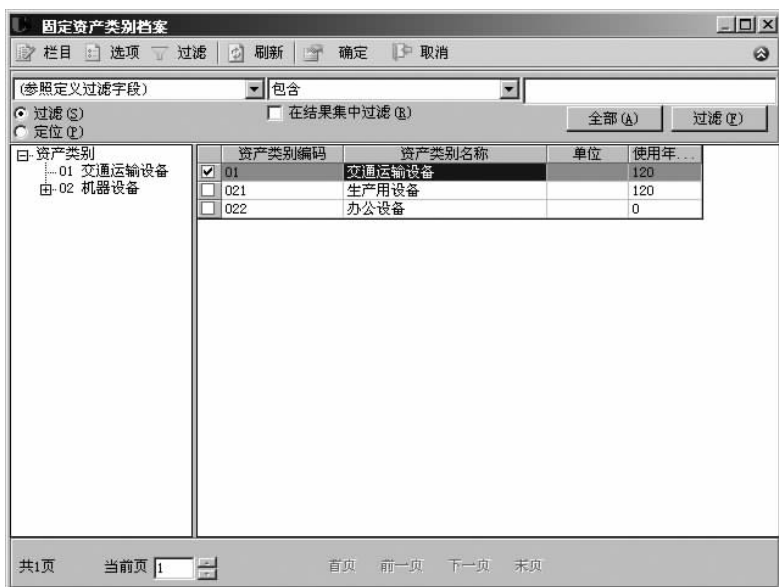 固定资产类别档案
栏目 选项 过滤 刷新 确定 取消
(参照定义过滤字段) 包含
过滤(S) 在结果集中过滤(R) 全部(A) 过滤(F)
定位(P)
资产类别
01 交通运输设备
02 机器设备
资产类别编码 资产类别名称 单位 使用年...
01 交通运输设备 120
021 生产用设备 120
022 办公设备 0
共1页 当前页 1 首页 前一页 下一页 末页